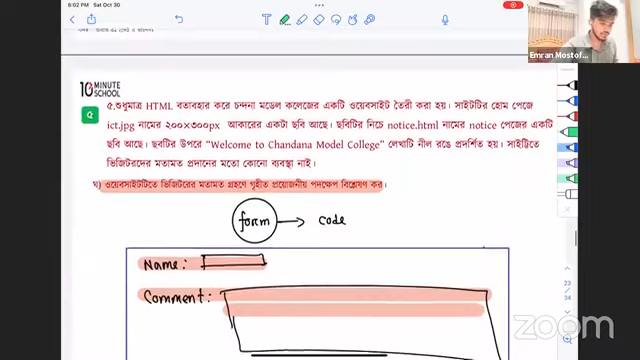 6:02 PM Sat Oct 30
Emran Mostof...
10 MINUTE
SCHOOL
৫
৫.শুধুমাত্র HTML ব্যবহার করে চন্দনা মডেল কলেজের একটি ওয়েবসাইট তৈরী করা হয়। সাইটটির হোম পেজে
ict.jpg নামের ২০০×৩০০px আকারের একটা ছবি আছে। ছবিটির নিচে notice.html নামের notice পেজের একটি
ছবি আছে। ছবিটির উপরে "Welcome to Chandana Model College" লেখাটি নীল রঙে প্রদর্শিত হয়। সাইটিতে
ভিজিটরদের মতামত প্রদানের মতো কোনো ব্যবস্থা নাই।
ঘ) ওয়েবসাইটটিতে ভিজিটরের মতামত গ্রহণে গৃহীত প্রয়োজনীয় পদক্ষেপ বিশ্লেষণ কর।
form → code
Name:
Comment:
23
34
zoom